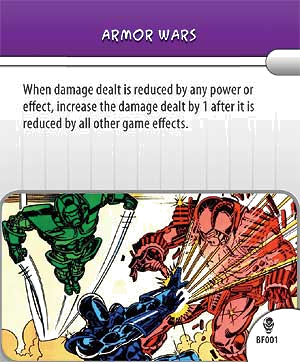 ARMOR WARS
When damage dealt is reduced by any power or
effect, increase the damage dealt by 1 after it is
reduced by all other game effects.
BF001